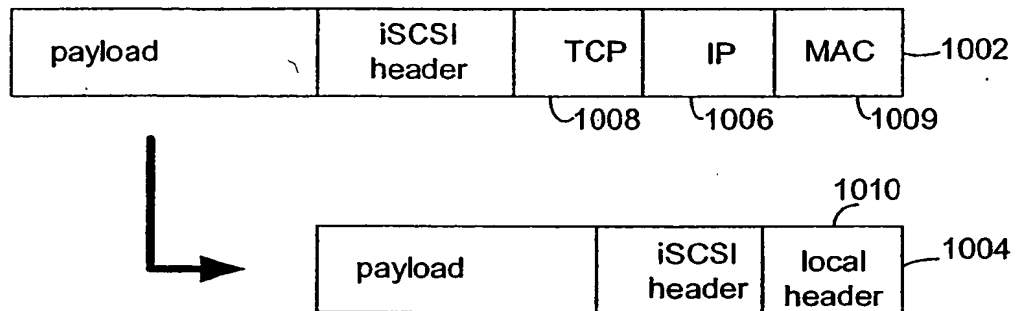 payload iSCSI header TCP IP MAC 1002
1008 1006 1009
1010
payload iSCSI header local header 1004